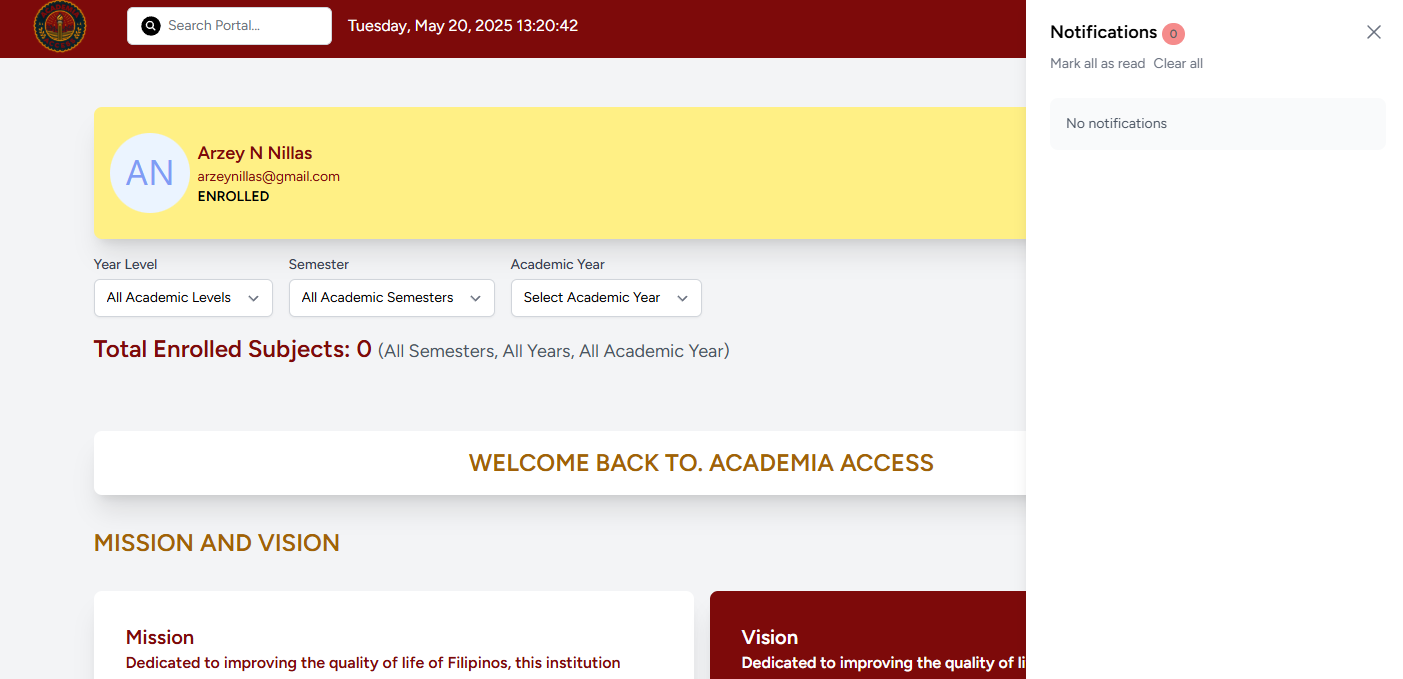 Search Portal...
Tuesday, May 20, 2025 13:20:42
Notifications 0
Mark all as read Clear all
No notifications
AN
Arzey N Nillas
arzeynillas@gmail.com
ENROLLED
Year Level
Semester
Academic Year
All Academic Levels
All Academic Semesters
Select Academic Year
Total Enrolled Subjects: 0 (All Semesters, All Years, All Academic Year)
WELCOME BACK TO. ACADEMIA ACCESS
MISSION AND VISION
Mission
Dedicated to improving the quality of life of Filipinos, this institution
Vision
Dedicated to improving the quality of li